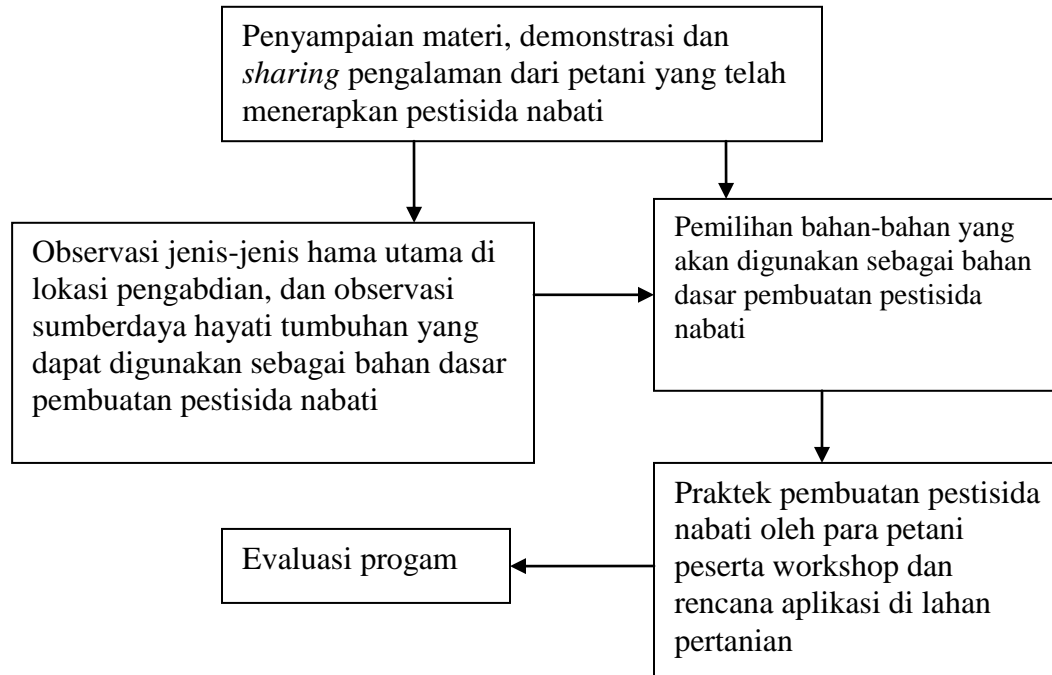 Penyampaian materi, demonstrasi dan
sharing pengalaman dari petani yang telah
menerapkan pestisida nabati
Observasi jenis-jenis hama utama di
lokasi pengabdian, dan observasi
sumberdaya hayati tumbuhan yang
dapat digunakan sebagai bahan dasar
pembuatan pestisida nabati
Pemilihan bahan-bahan yang
akan digunakan sebagai bahan
dasar pembuatan pestisida
nabati
Praktek pembuatan pestisida
nabati oleh para petani
peserta workshop dan
rencana aplikasi di lahan
pertanian
Evaluasi progam